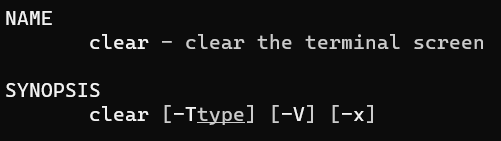 NAME
clear - clear the terminal screen
SYNOPSIS
clear [-Ttype] [-V] [-x]